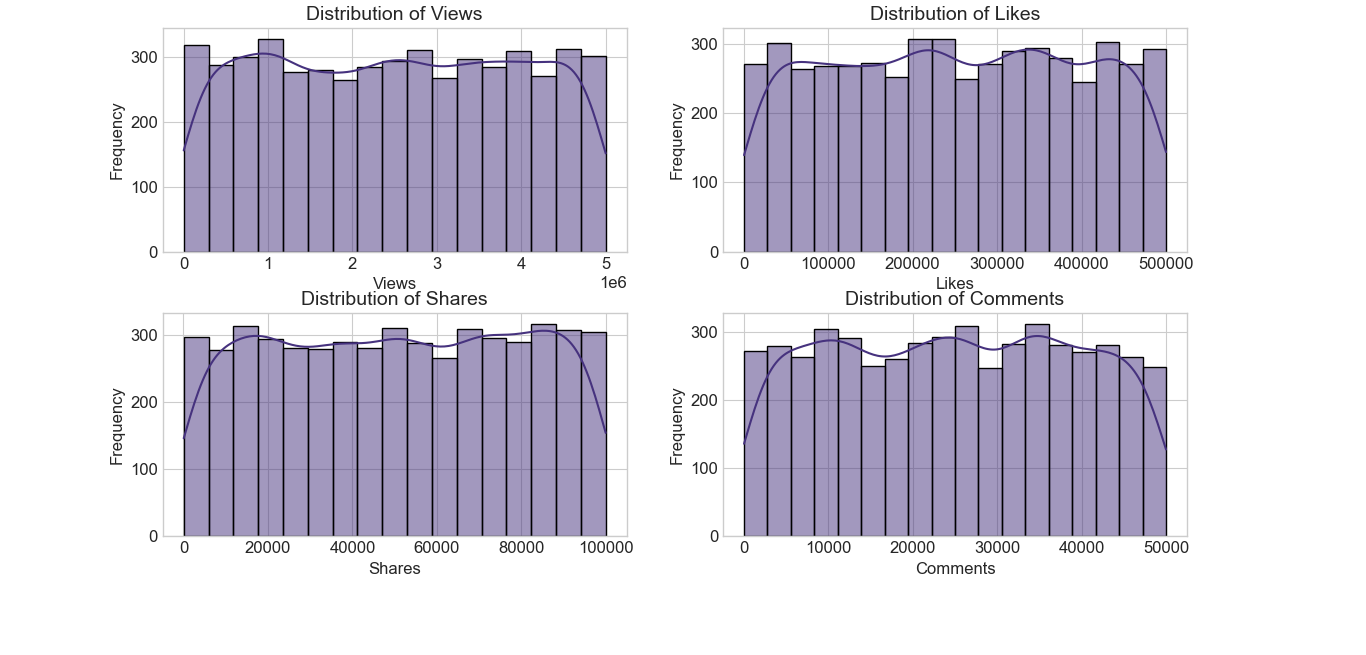 Distribution of Views
Frequency
300
200
100
0
0 1 2 3 4 5
1e6
Views
Distribution of Likes
Frequency
300
200
100
0
0 100000 200000 300000 400000 500000
Likes
Distribution of Shares
Frequency
300
200
100
0
0 20000 40000 60000 80000 100000
Shares
Distribution of Comments
Frequency
300
200
100
0
0 10000 20000 30000 40000 50000
Comments